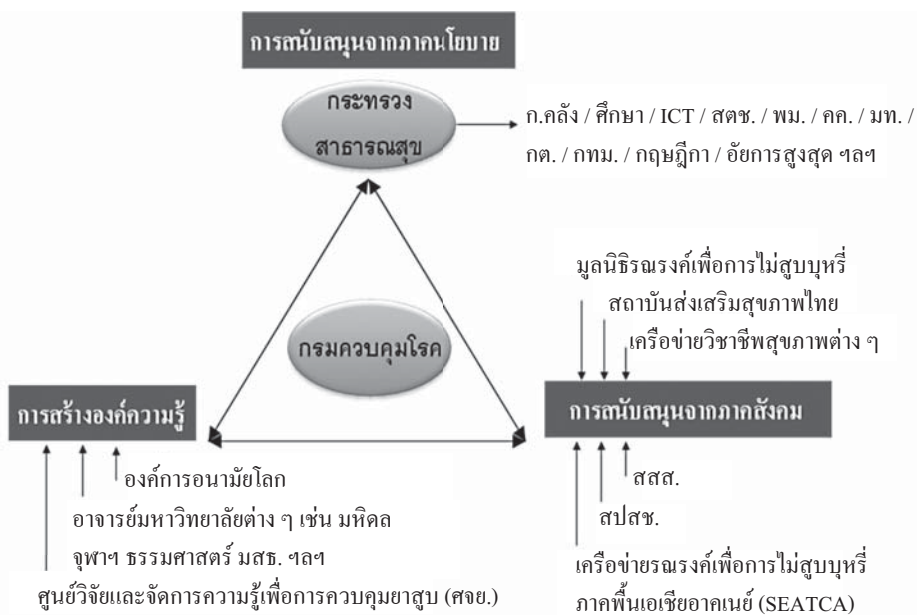 การสนับสนุนจากภาคนโยบาย
กระทรวง
สาธารณสุข
ก.คลัง / ศึกษา / ICT / สตช. / พม. / คค. / มท. /
กต. / กทม. / กฤษฎีกา / อัยการสูงสุด ฯลฯ
มูลนิธิรณรงค์เพื่อการไม่สูบบุหรี่
สถาบันส่งเสริมสุขภาพไทย
เครือข่ายวิชาชีพสุขภาพต่าง ๆ
กรมควบคุมโรค
การสร้างองค์ความรู้
การสนับสนุนจากภาคสังคม
องค์การอนามัยโลก
อาจารย์มหาวิทยาลัยต่าง ๆ เช่น มหิดล
จุฬาฯ ธรรมศาสตร์ มสธ. ฯลฯ
ศูนย์วิจัยและจัดการความรู้เพื่อการควบคุมยาสูบ (ศจย.)
สสส.
สปสช.
เครือข่ายรณรงค์เพื่อการไม่สูบบุหรี่
ภาคพื้นเอเชียอาคเนย์ (SEATCA)